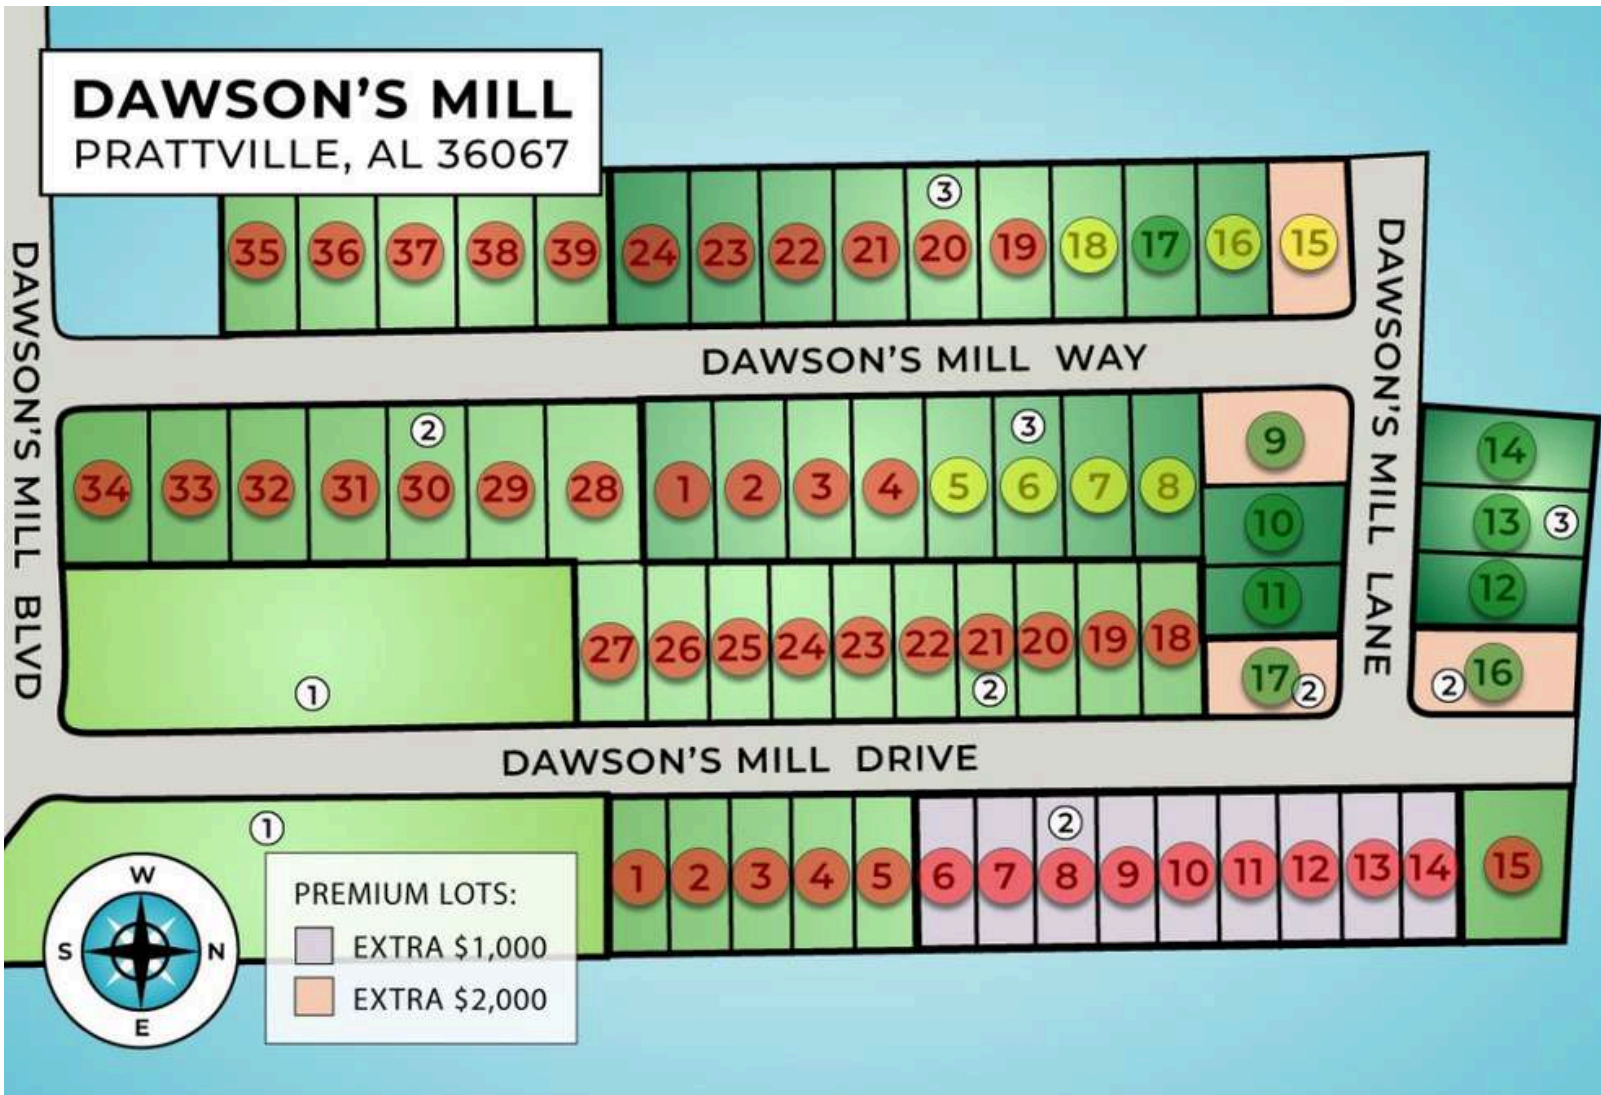 DAWSON'S MILL
PRATTVILLE, AL 36067
3
35 36 37 38 39 24 23 22 21 20 19 18 17 16 15
DAWSON'S MILL WAY
DAWSON'S MILL BLVD
DAWSON'S MILL LANE
2 3
34 33 32 31 30 29 28 1 2 3 4 5 6 7 8
9
10
11
17 2
14
13 3
12
2 16
27 26 25 24 23 22 21 20 19 18
1 2
DAWSON'S MILL DRIVE
1 2
1 2 3 4 5 6 7 8 9 10 11 12 13 14 15
W
S N
E
PREMIUM LOTS:
EXTRA $1,000
EXTRA $2,000